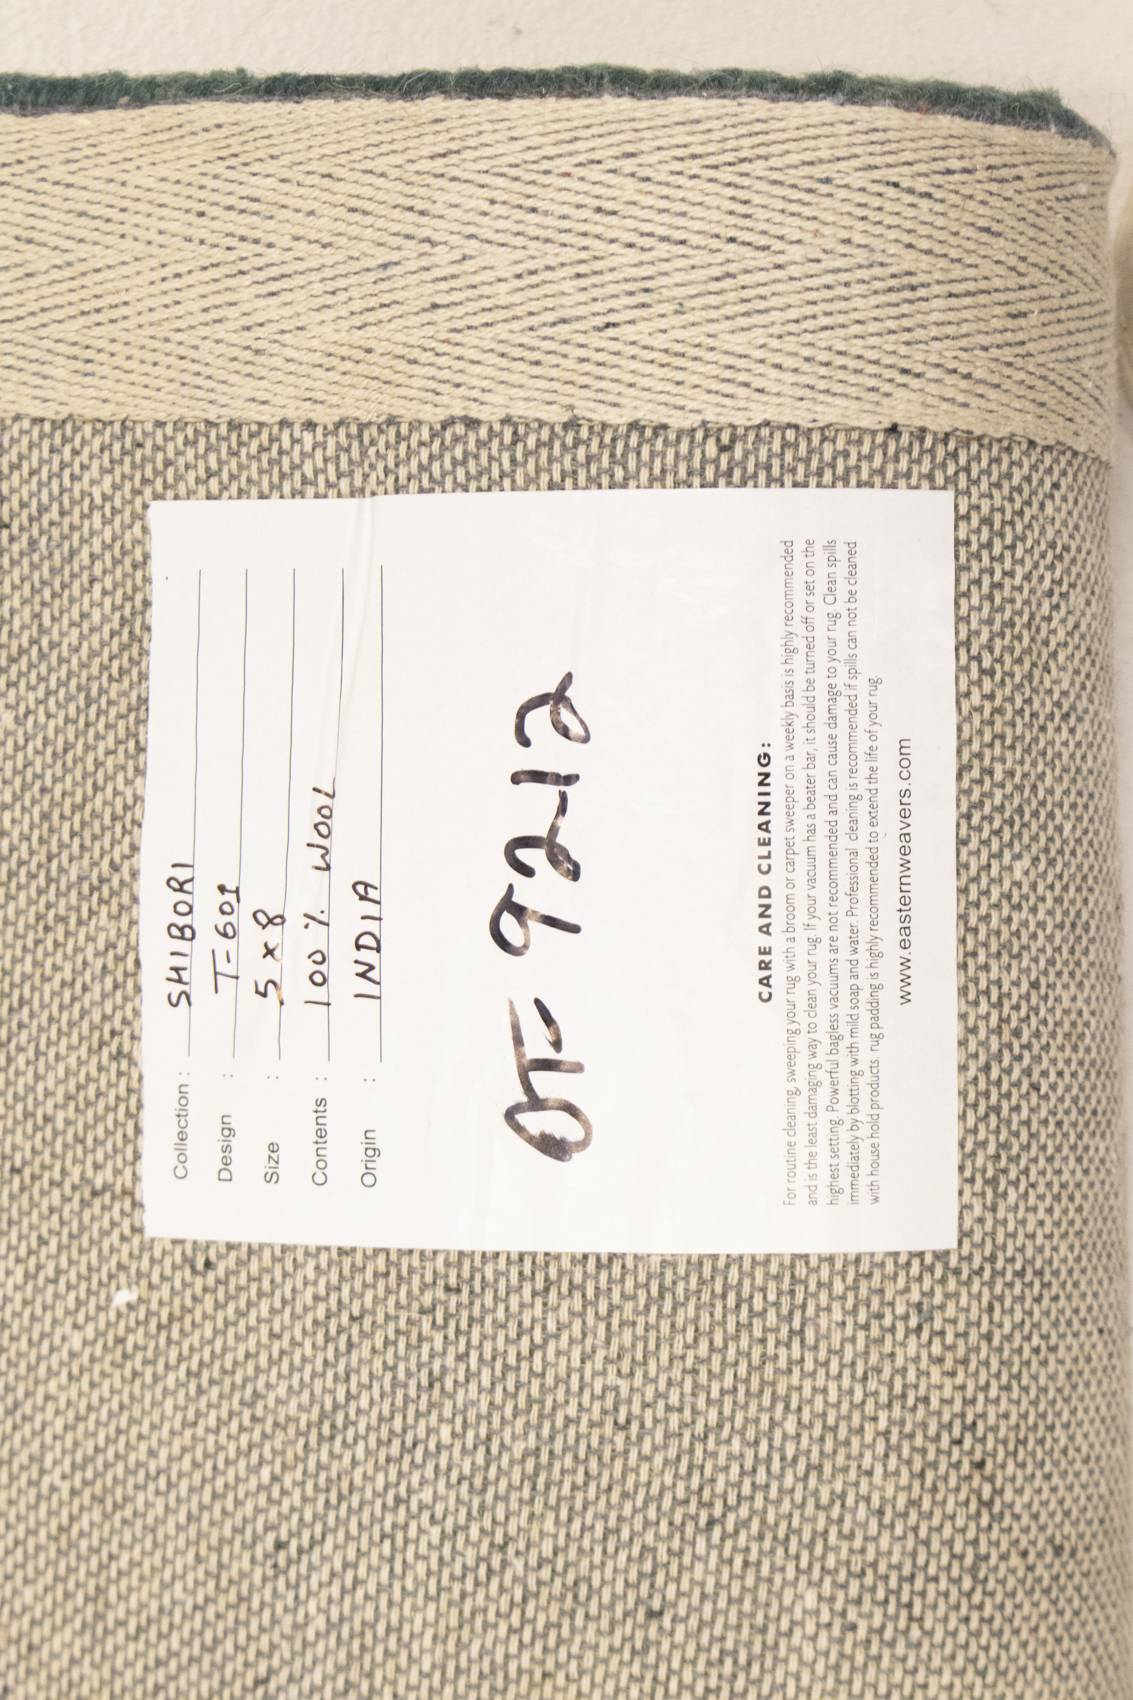 Collection : SHIBORI
Design : T-601
Size : 5 x 8
Contents : 100 % WOOL
Origin : INDIA
OT- 92-12
CARE AND CLEANING:
For routine cleaning, sweeping your rug with a broom or carpet sweeper on a weekly basis is highly recommended
and is the least damaging way to clean your rug. If your vacuum has a beater bar, it should be turned off or set on the
highest setting. Powerful bagless vacuums are not recommended and can cause damage to your rug. Clean spills
immediately by blotting with mild soap and water. Professional cleaning is recommended if spills can not be cleaned
with house hold products. rug padding is highly recommended to extend the life of your rug.
www.easternweavers.com